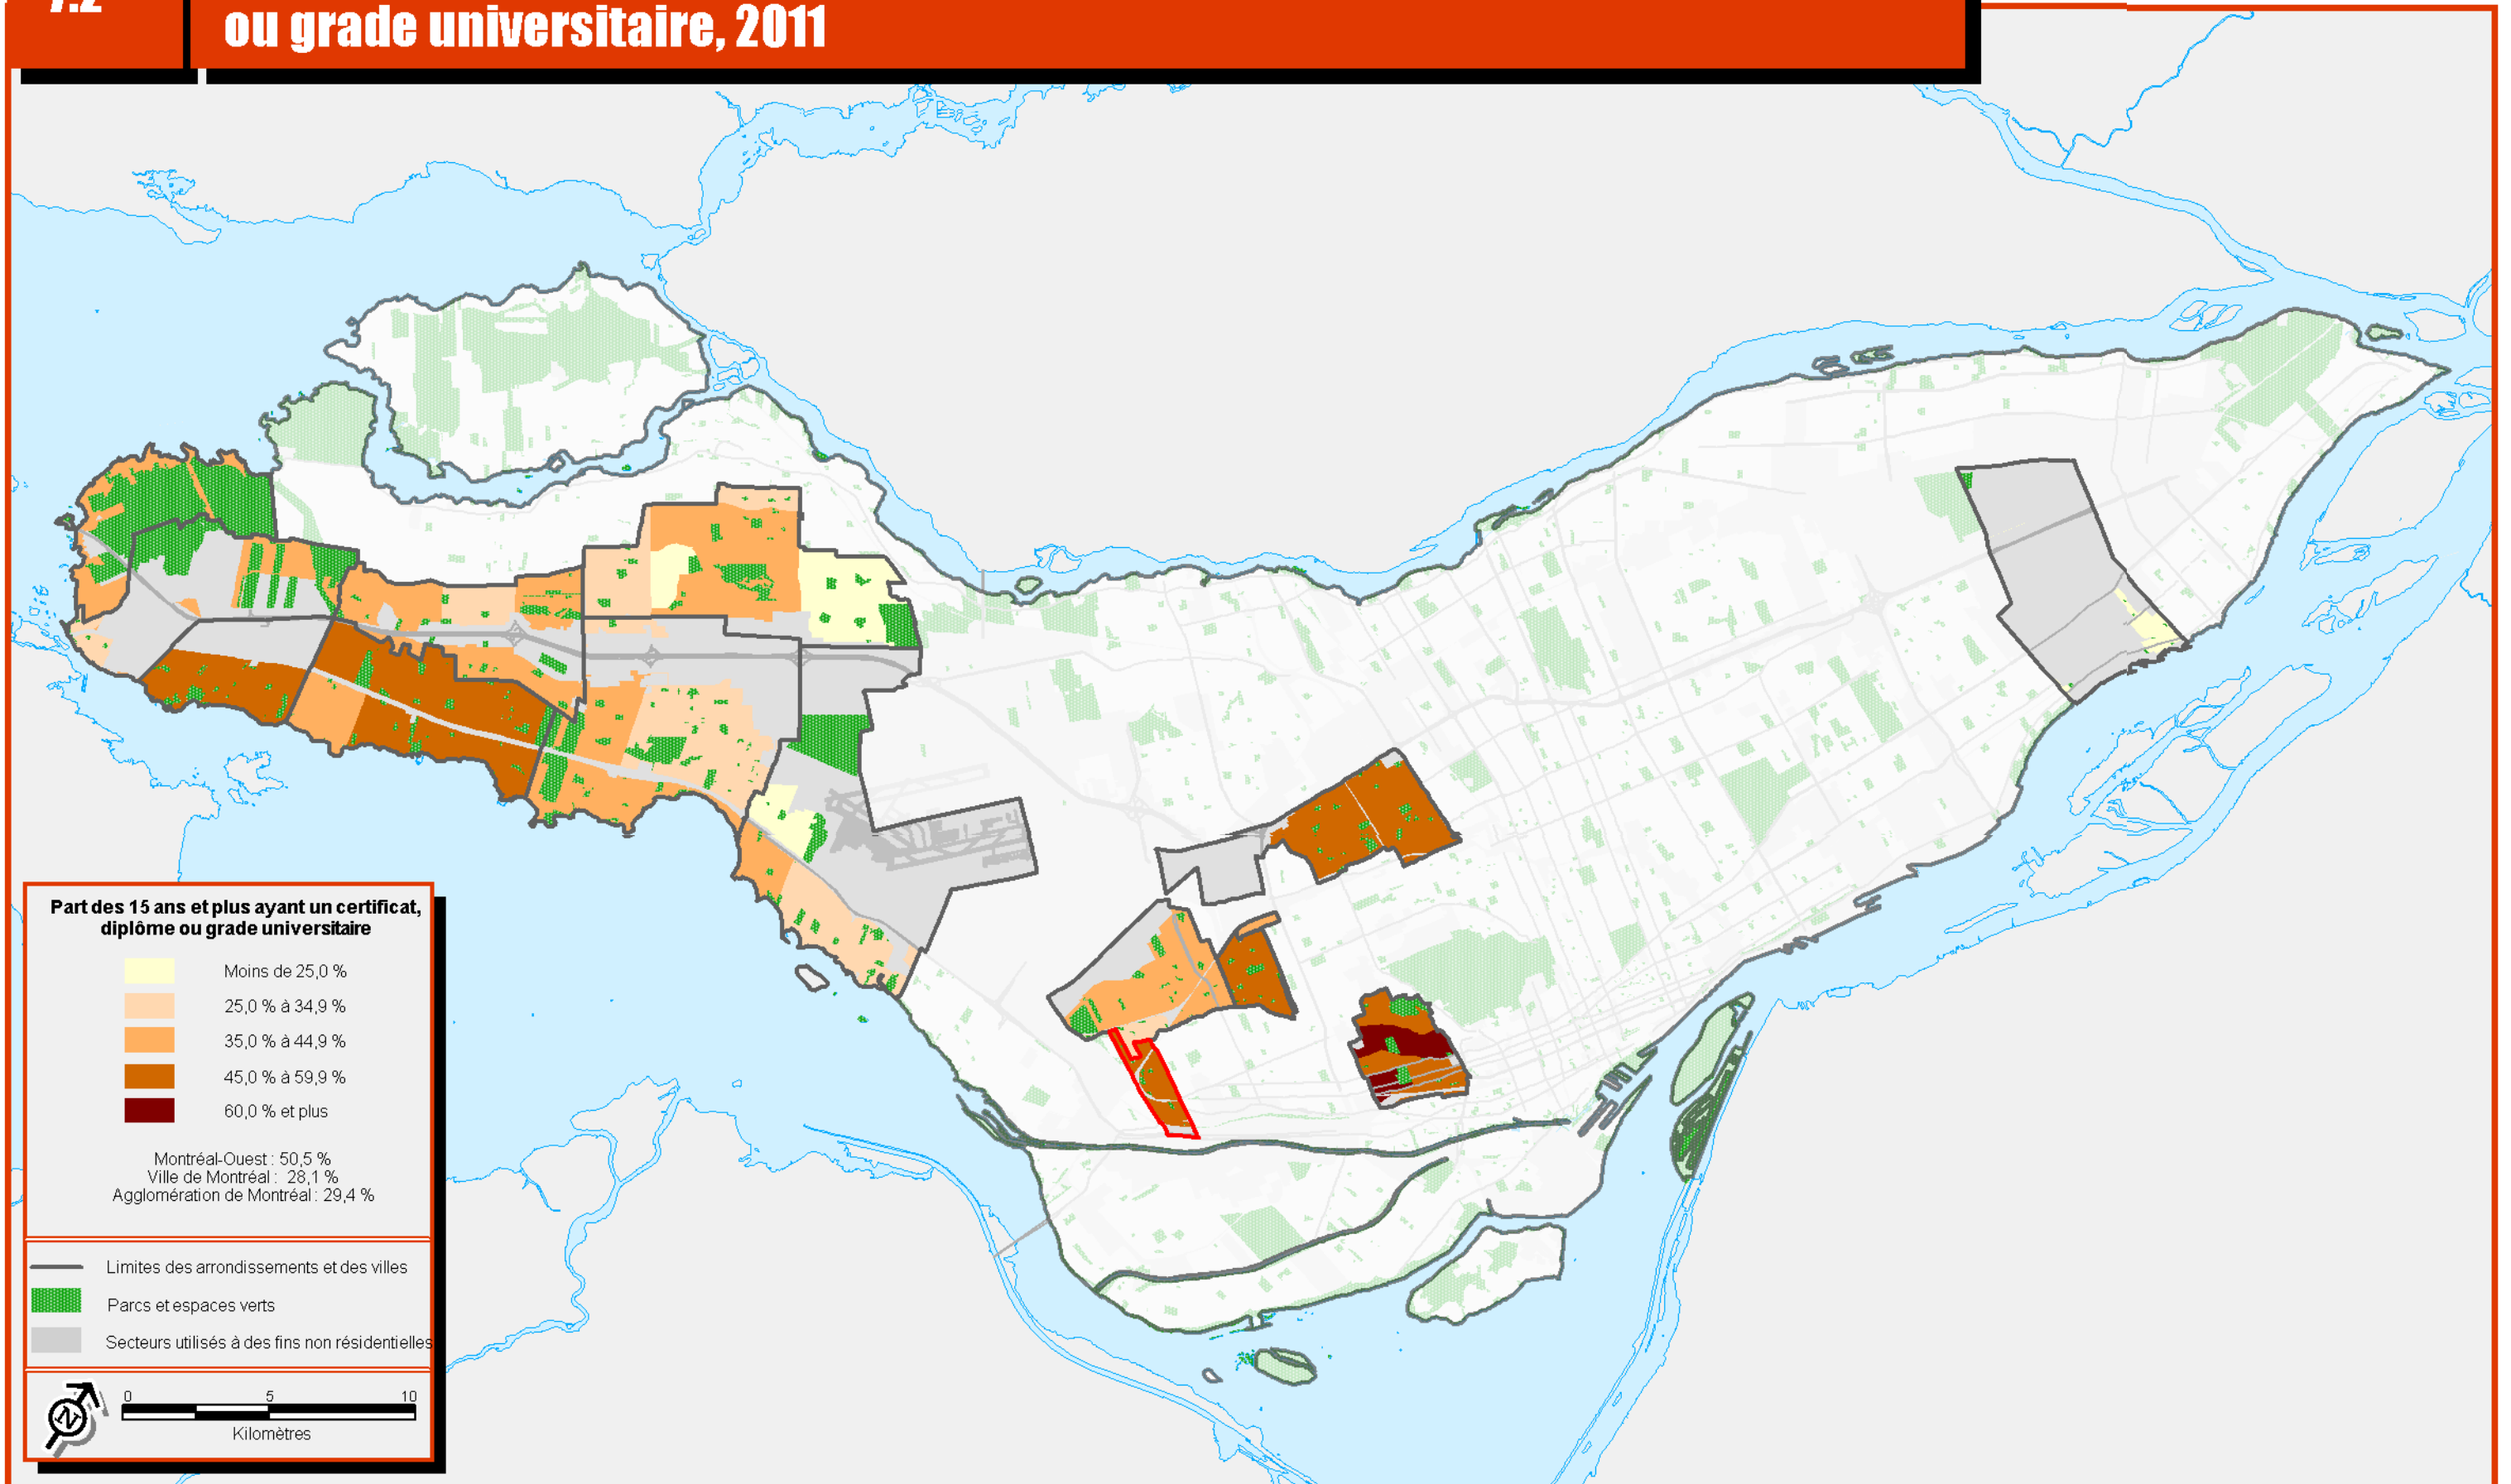 7.2
ou grade universitaire, 2011
Part des 15 ans et plus ayant un certificat,
diplôme ou grade universitaire
Moins de 25,0 %
25,0 % à 34,9 %
35,0 % à 44,9 %
45,0 % à 59,9 %
60,0 % et plus
Montréal-Ouest : 50,5 %
Ville de Montréal : 28,1 %
Agglomération de Montréal : 29,4 %
Limites des arrondissements et des villes
Parcs et espaces verts
Secteurs utilisés à des fins non résidentielles
N
0 5 10
Kilomètres